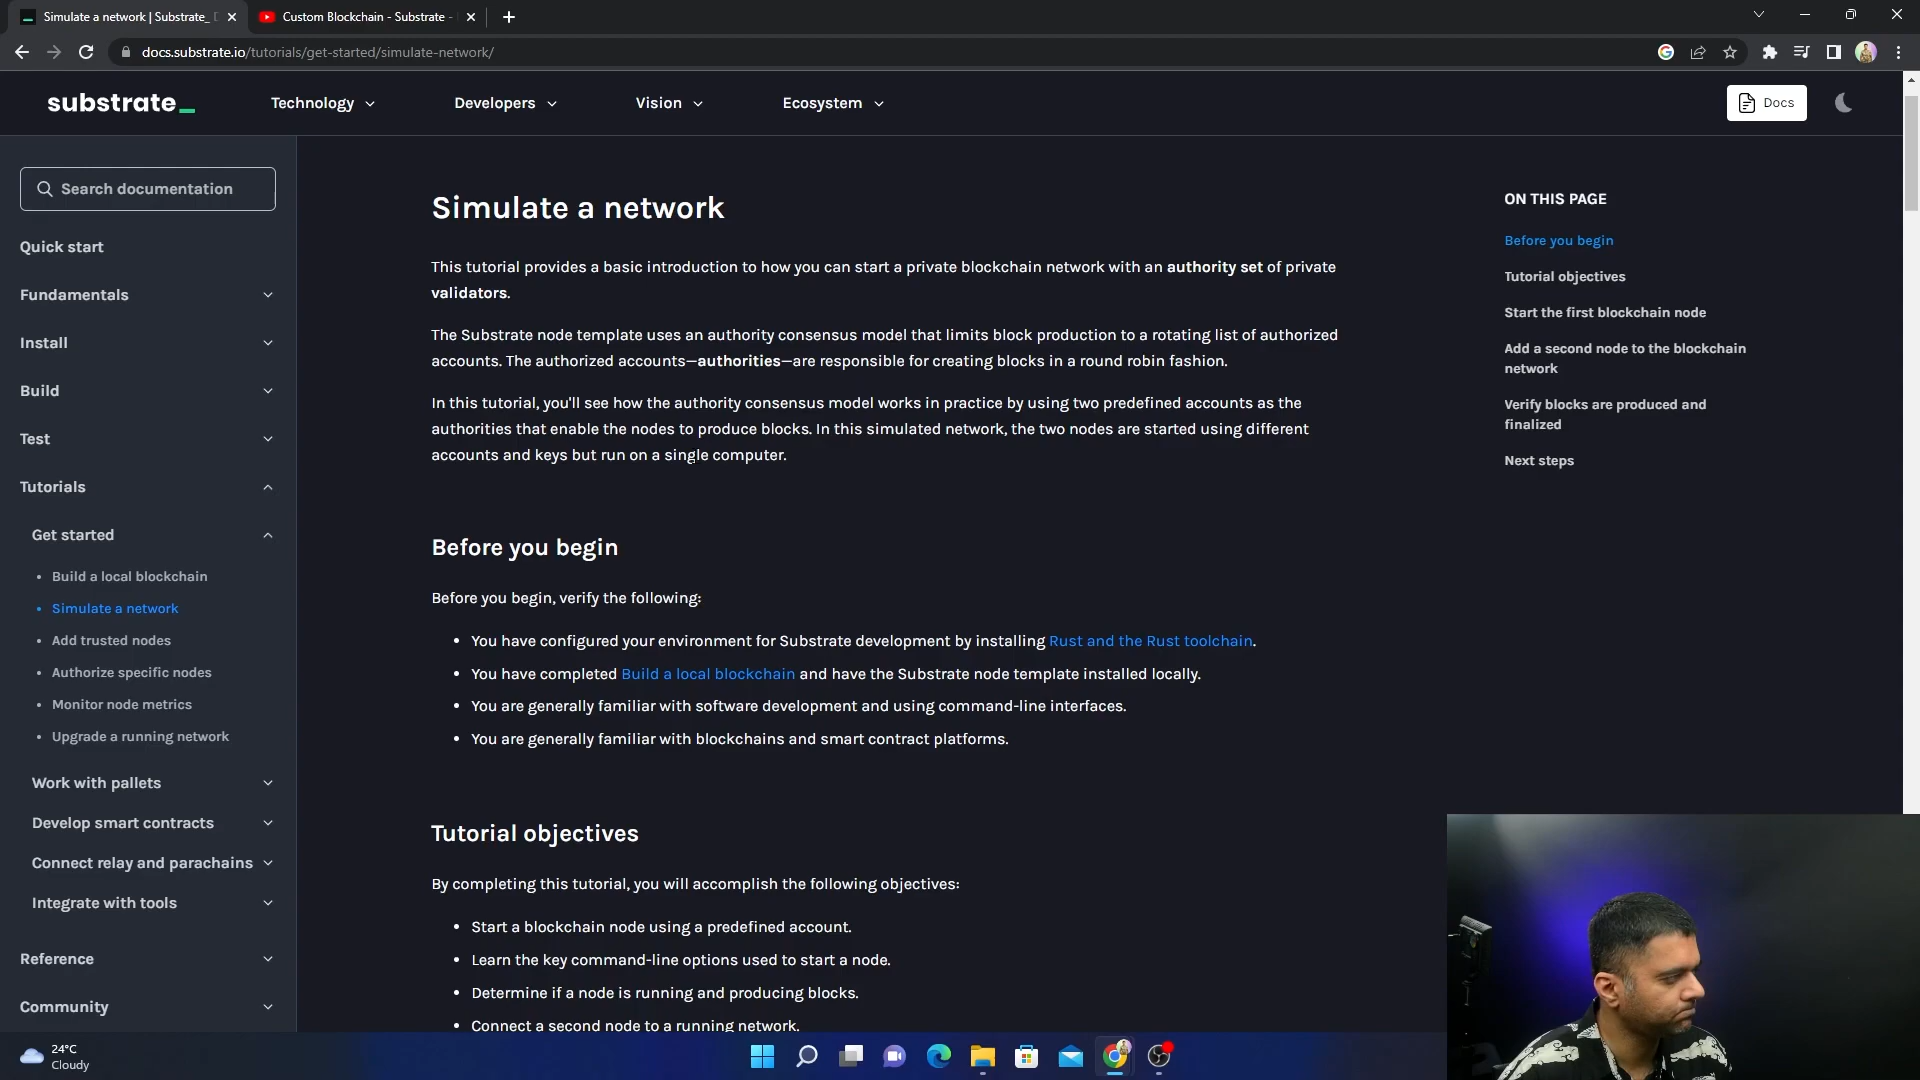 Simulate a network | Substrate_
Custom Blockchain - Substrate -
docs.substrate.io/tutorials/get-started/simulate-network/
substrate_
Technology
Developers
Vision
Ecosystem
Docs
Search documentation
Quick start
Fundamentals
Install
Build
Test
Tutorials
Get started
• Build a local blockchain
• Simulate a network
• Add trusted nodes
• Authorize specific nodes
• Monitor node metrics
• Upgrade a running network
Work with pallets
Develop smart contracts
Connect relay and parachains
Integrate with tools
Reference
Community
Simulate a network
This tutorial provides a basic introduction to how you can start a private blockchain network with an authority set of private
validators.
The Substrate node template uses an authority consensus model that limits block production to a rotating list of authorized
accounts. The authorized accounts—authorities—are responsible for creating blocks in a round robin fashion.
In this tutorial, you'll see how the authority consensus model works in practice by using two predefined accounts as the
authorities that enable the nodes to produce blocks. In this simulated network, the two nodes are started using different
accounts and keys but run on a single computer.
Before you begin
Before you begin, verify the following:
• You have configured your environment for Substrate development by installing Rust and the Rust toolchain.
• You have completed Build a local blockchain and have the Substrate node template installed locally.
• You are generally familiar with software development and using command-line interfaces.
• You are generally familiar with blockchains and smart contract platforms.
Tutorial objectives
By completing this tutorial, you will accomplish the following objectives:
• Start a blockchain node using a predefined account.
• Learn the key command-line options used to start a node.
• Determine if a node is running and producing blocks.
• Connect a second node to a running network.
ON THIS PAGE
Before you begin
Tutorial objectives
Start the first blockchain node
Add a second node to the blockchain
network
Verify blocks are produced and
finalized
Next steps
24°C
Cloudy